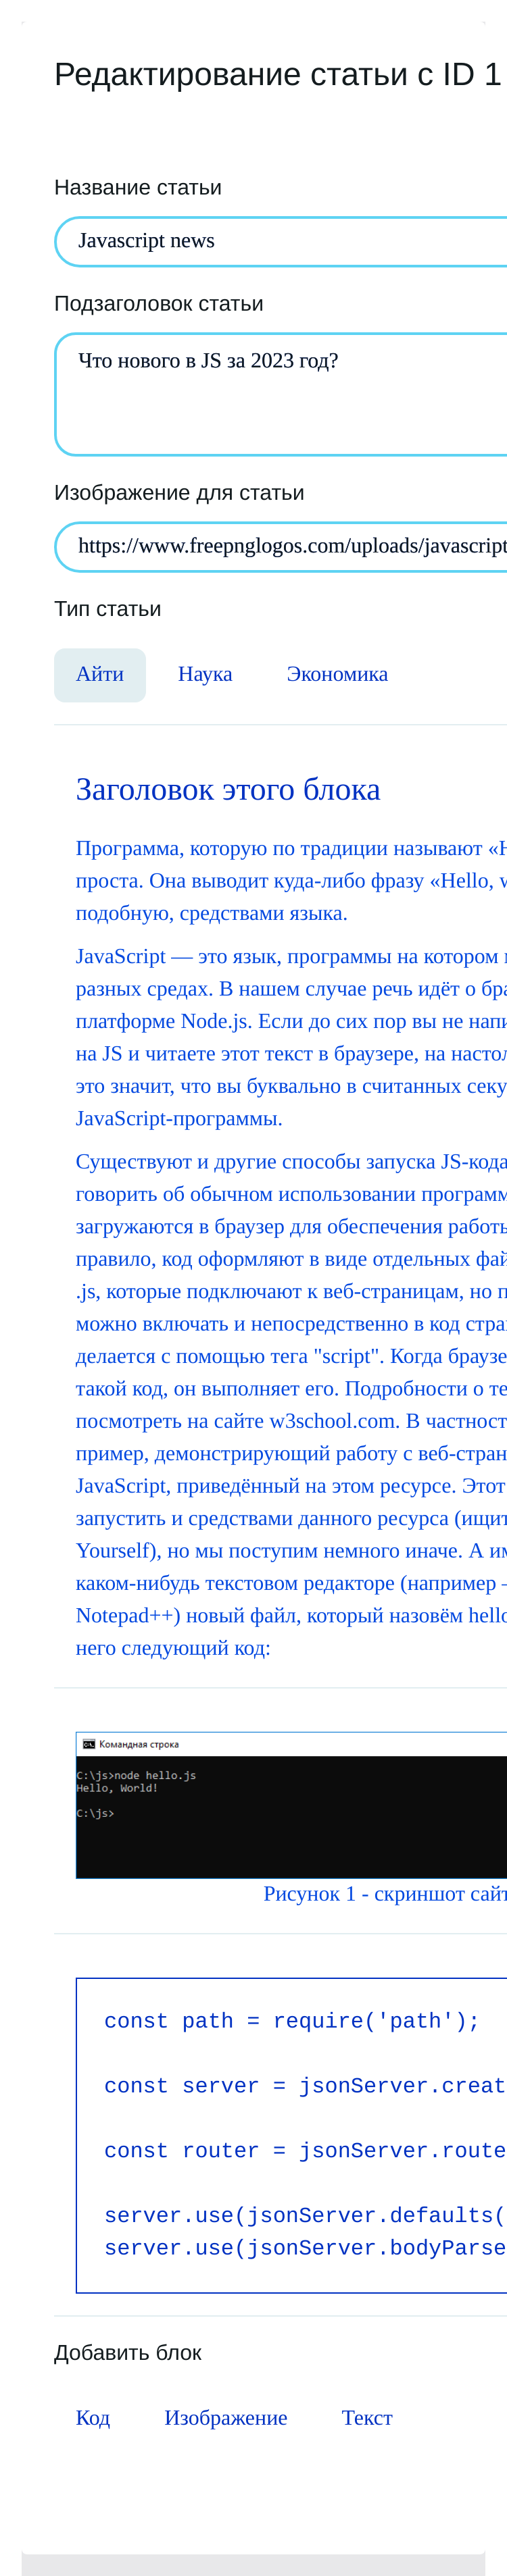 Редактирование статьи с ID 1
Название статьи
Javascript news
Подзаголовок статьи
Что нового в JS за 2023 год?
Изображение для статьи
https://www.freepnglogos.com/uploads/javascript
Тип статьи
Айти Наука Экономика
Заголовок этого блока
Программа, которую по традиции называют «
проста. Она выводит куда-либо фразу «Hello,
подобную, средствами языка.
JavaScript — это язык, программы на котором
разных средах. В нашем случае речь идёт о бра
платформе Node.js. Если до сих пор вы не напи
на JS и читаете этот текст в браузере, на настол
это значит, что вы буквально в считанных секу
JavaScript-программы.
Существуют и другие способы запуска JS-кода
говорить об обычном использовании программ
загружаются в браузер для обеспечения работы
правило, код оформляют в виде отдельных фай
.js, которые подключают к веб-страницам, но п
можно включать и непосредственно в код стра
делается с помощью тега "script". Когда браузе
такой код, он выполняет его. Подробности о те
посмотреть на сайте w3school.com. В частност
пример, демонстрирующий работу с веб-стран
JavaScript, приведённый на этом ресурсе. Этот
запустить и средствами данного ресурса (ищит
Yourself), но мы поступим немного иначе. А им
каком-нибудь текстовом редакторе (например
Notepad++) новый файл, который назовём hello
него следующий код:
Командная строка
C:\js>node hello.js
Hello, World!
C:\js>
Рисунок 1 - скриншот сайт
const path = require('path');
const server = jsonServer.creat
const router = jsonServer.route
server.use(jsonServer.defaults(
server.use(jsonServer.bodyParse
Добавить блок
Код Изображение Текст